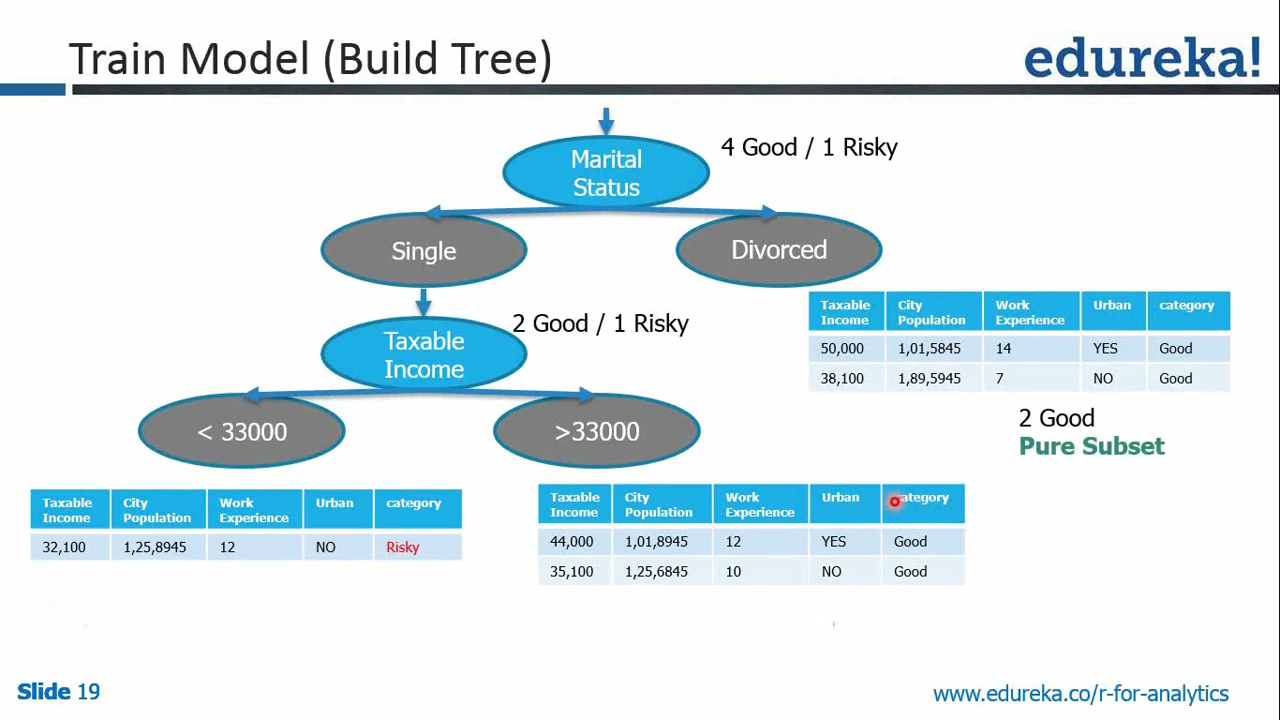 Train Model (Build Tree)
edureka!
Marital
Status
4 Good / 1 Risky
Single
Divorced
Taxable
Income
2 Good / 1 Risky
< 33000
>33000
Taxable Income City Population Work Experience Urban category
50,000 1,01,5845 14 YES Good
38,100 1,89,5945 7 NO Good
2 Good
Pure Subset
Taxable Income City Population Work Experience Urban category
32,100 1,25,8945 12 NO Risky
Taxable Income City Population Work Experience Urban category
44,000 1,01,8945 12 YES Good
35,100 1,25,6845 10 NO Good
Slide 19
www.edureka.co/r-for-analytics